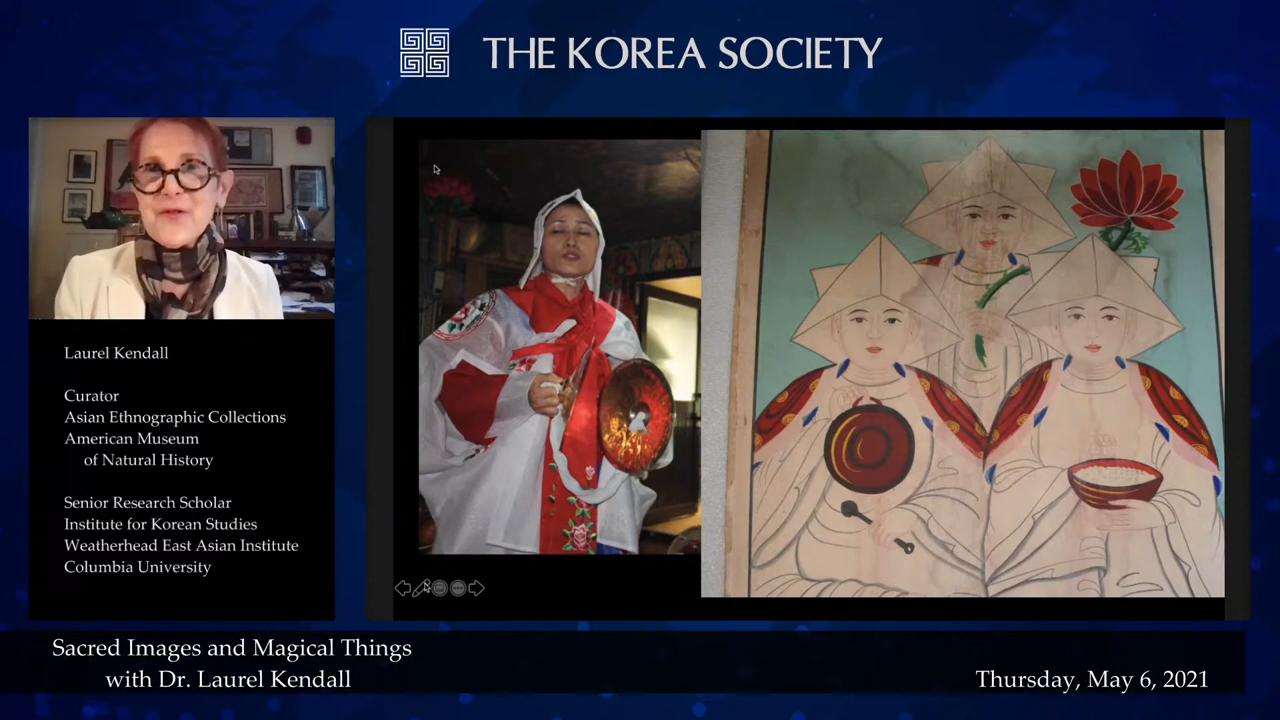 THE KOREA SOCIETY
Laurel Kendall
Curator
Asian Ethnographic Collections
American Museum
of Natural History
Senior Research Scholar
Institute for Korean Studies
Weatherhead East Asian Institute
Columbia University
Sacred Images and Magical Things
with Dr. Laurel Kendall
Thursday, May 6, 2021